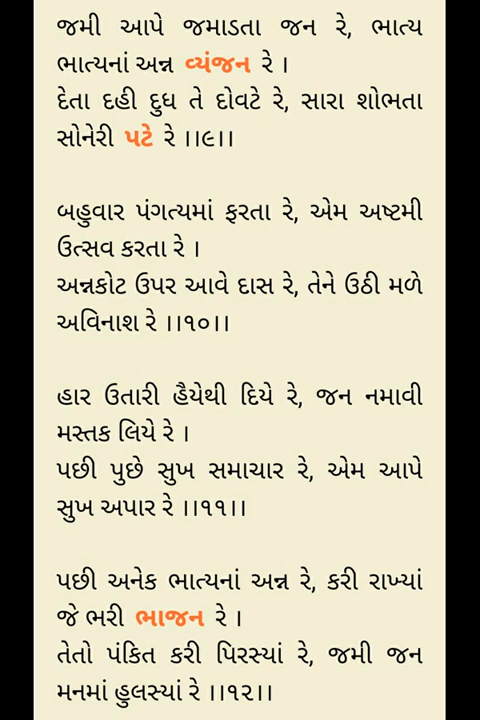 જમી આપે જમાડતા જન રે, ભાત્ય
ભાત્યનાં અન્ન વ્યંજન રે ।
દેતા દહી દુધ તે દોવટે રે, સારા શોભતા
સોનેરી પટે રે ।।૯।।
બહુવાર પંગત્યમાં ફરતા રે, એમ અષ્ટમી
ઉત્સવ કરતા રે ।
અન્નકોટ ઉપર આવે દાસ રે, તેને ઉઠી મળે
અવિનાશ રે ।।૧૦।।
હાર ઉતારી હૈયેથી દિયે રે, જન નમાવી
મસ્તક લિયે રે ।
પછી પુછે સુખ સમાચાર રે, એમ આપે
સુખ અપાર રે ।।૧૧।।
પછી અનેક ભાત્યનાં અન્ન રે, કરી રાખ્યાં
જે ભરી ભાજન રે ।
તેતો પંકિત કરી પિરસ્યાં રે, જમી જન
મનમાં હુલસ્યાં રે ।।૧૨।।